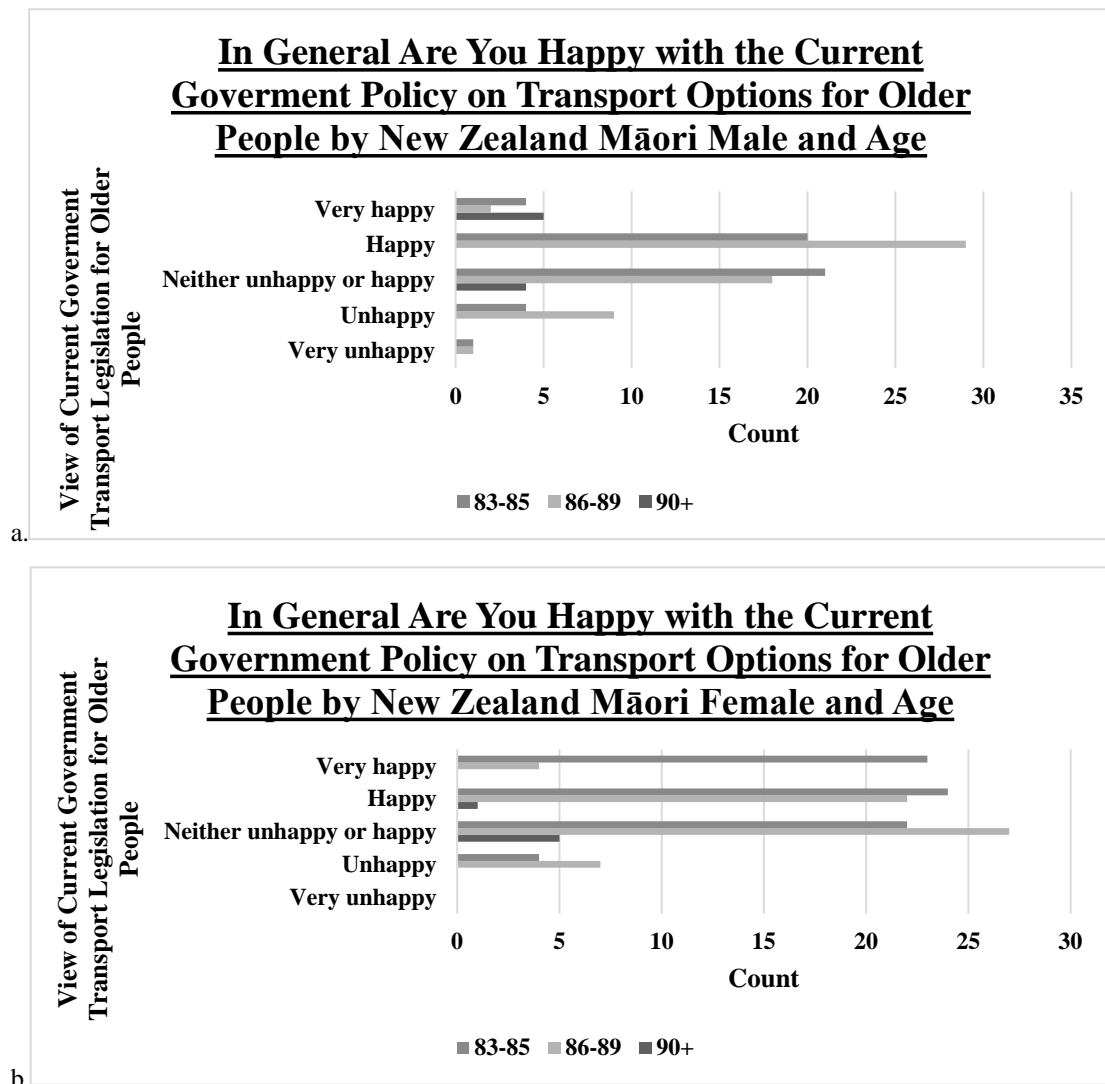 In General Are You Happy with the Current
Goverment Policy on Transport Options for Older
People by New Zealand Māori Male and Age
View of Current Goverment
Transport Legislation for Older
People
Very happy
Happy
Neither unhappy or happy
Unhappy
Very unhappy
0 5 10 15 20 25 30 35
Count
83-85 86-89 90+
a.
In General Are You Happy with the Current
Government Policy on Transport Options for Older
People by New Zealand Māori Female and Age
View of Current Government
Transport Legislation for Older
People
Very happy
Happy
Neither unhappy or happy
Unhappy
Very unhappy
0 5 10 15 20 25 30
Count
83-85 86-89 90+
b